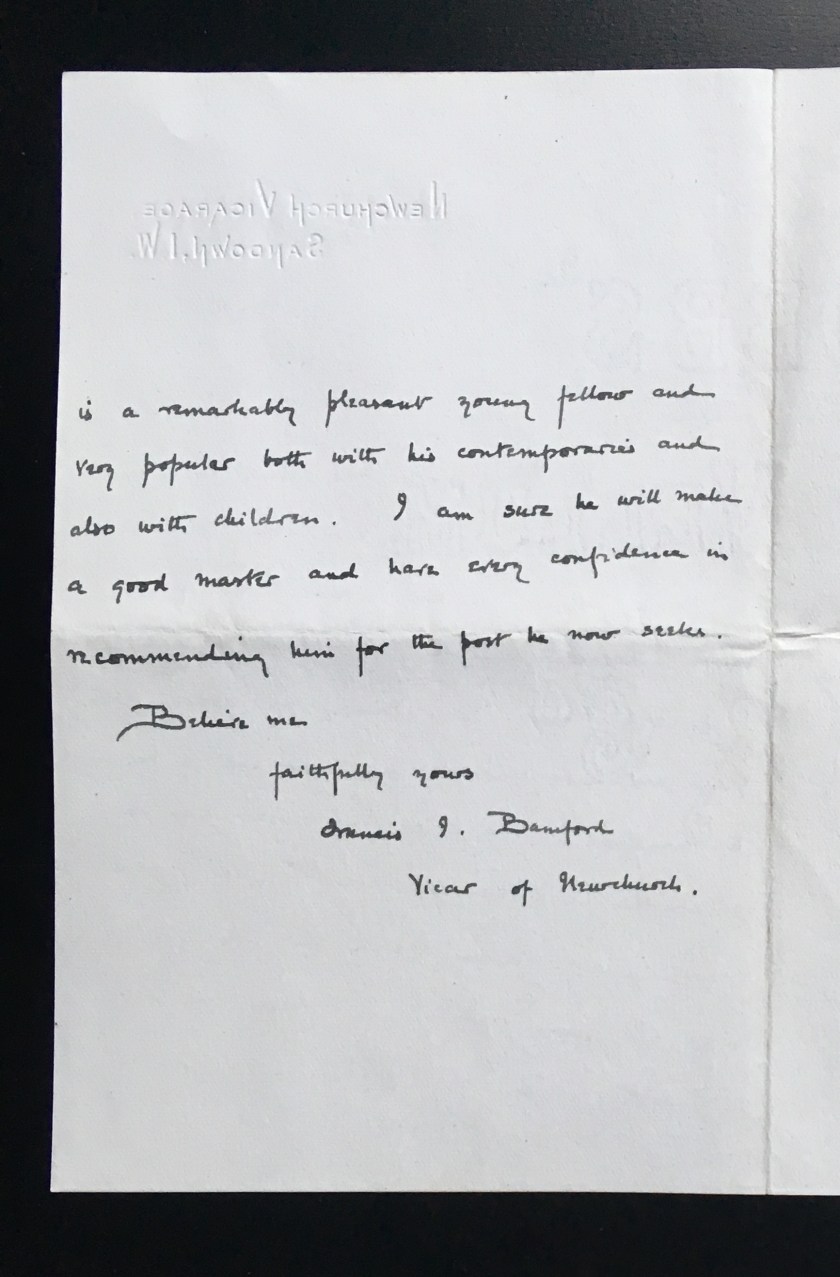 Newchurch Vicarage
Sandown, I.W.
is a remarkably pleasant young fellow and
very popular both with his contemporaries and
also with children. I am sure he will make
a good master and have every confidence in
recommending him for the post he now seeks.
Believe me
faithfully yours
Francis J. Bamford
Vicar of Newchurch.